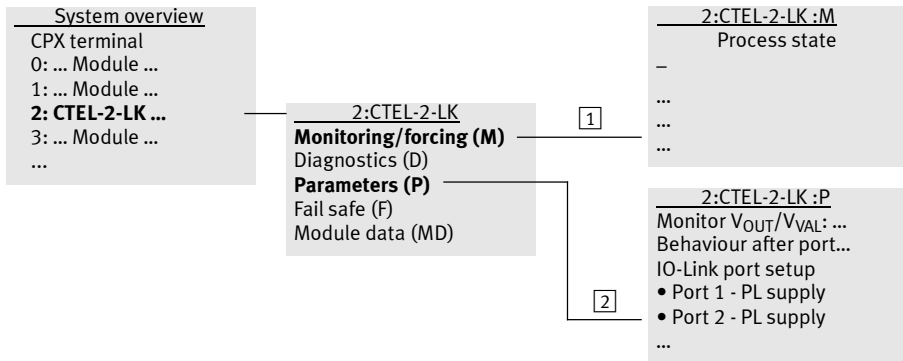 System overview
CPX terminal
0: ... Module ...
1: ... Module ...
2: CTEL-2-LK ...
3: ... Module ...
...
2:CTEL-2-LK
Monitoring/forcing (M)
Diagnostics (D)
Parameters (P)
Fail safe (F)
Module data (MD)
1
2:CTEL-2-LK :M
Process state
–
...
...
...
2
2:CTEL-2-LK :P
Monitor VOUT/VVAL: ...
Behaviour after port...
IO-Link port setup
• Port 1 - PL supply
• Port 2 - PL supply
...